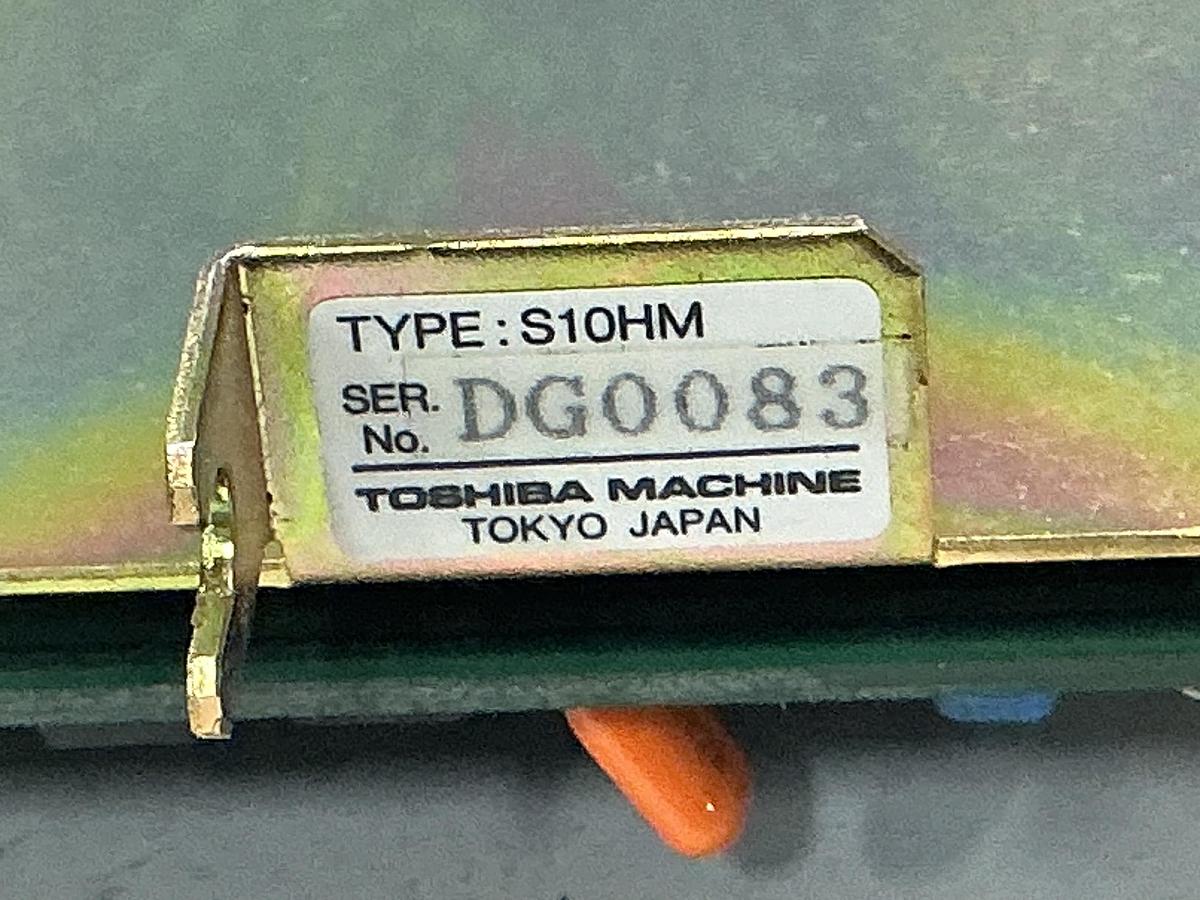 TYPE : S10HM
SER. No. DG0083
TOSHIBA MACHINE
TOKYO JAPAN